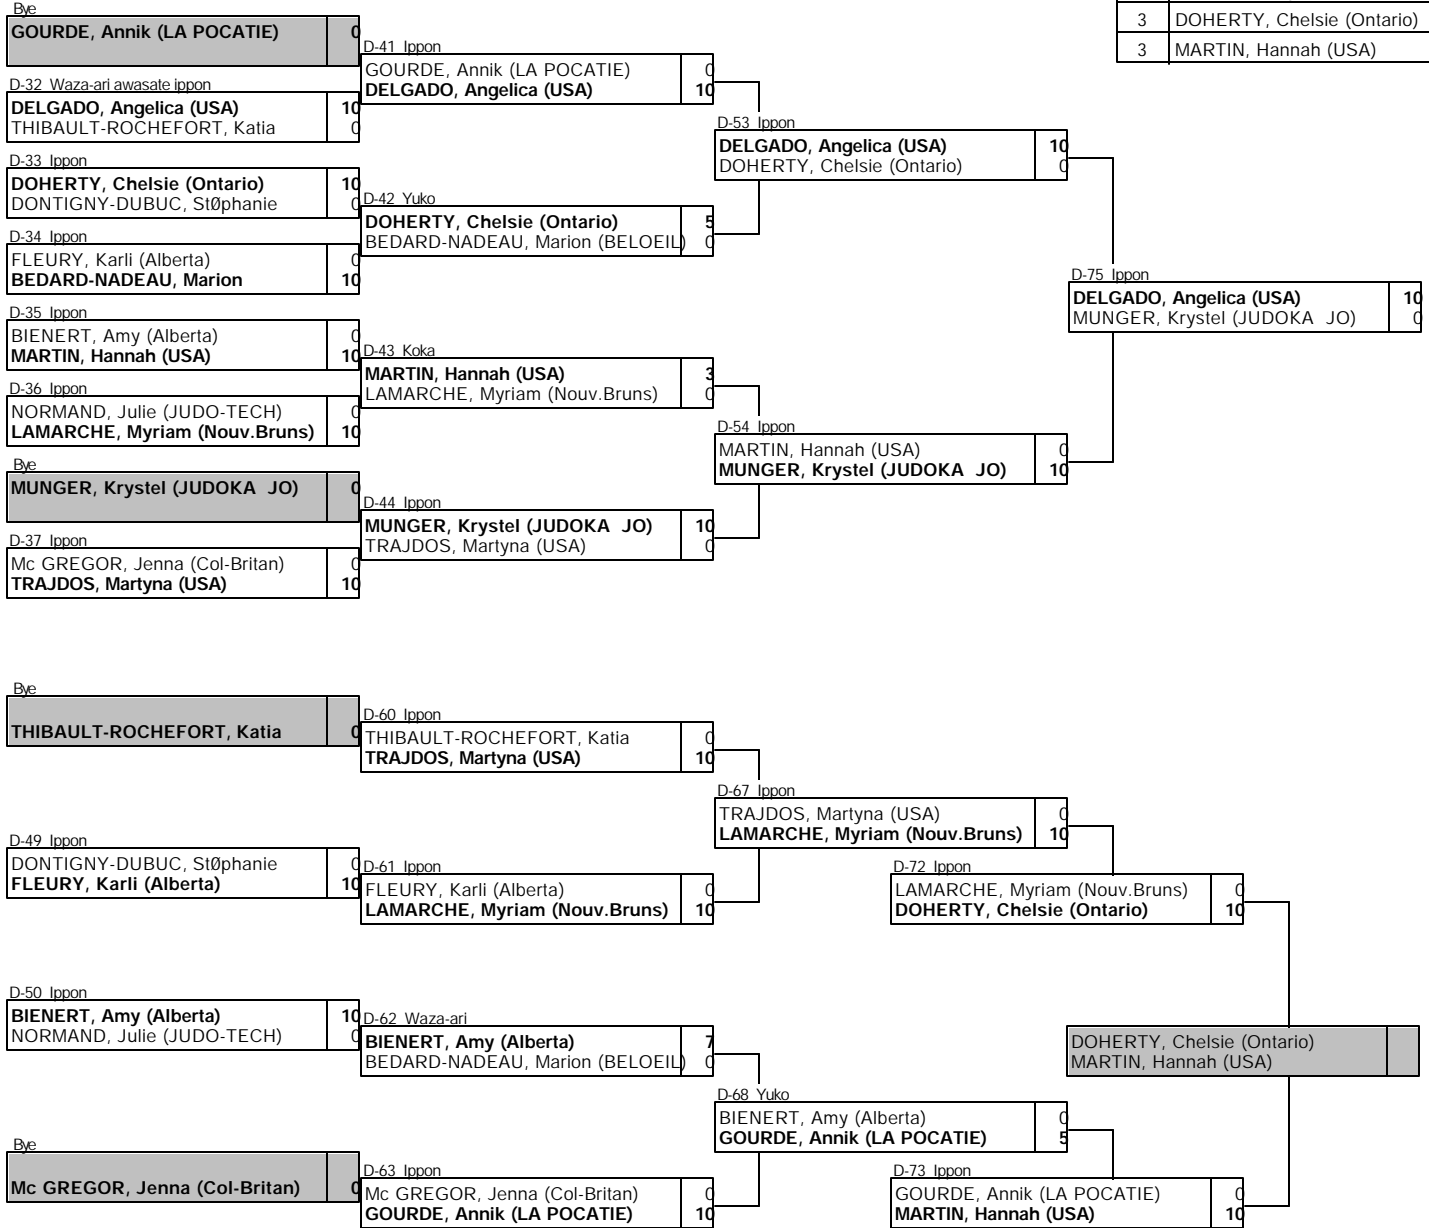 3 DOHERTY, Chelsie (Ontario)
3 MARTIN, Hannah (USA)
Bye
GOURDE, Annik (LA POCATIE) 0
D-32 Waza-ari awasate ippon
DELGADO, Angelica (USA) 10
THIBAULT-ROCHEFORT, Katia 0
D-33 Ippon
DOHERTY, Chelsie (Ontario) 10
DONTIGNY-DUBUC, StØphanie 0
D-34 Ippon
FLEURY, Karli (Alberta) 0
BEDARD-NADEAU, Marion 10
D-35 Ippon
BIENERT, Amy (Alberta) 0
MARTIN, Hannah (USA) 10
D-36 Ippon
NORMAND, Julie (JUDO-TECH) 0
LAMARCHE, Myriam (Nouv.Bruns) 10
Bye
MUNGER, Krystel (JUDOKA JO) 0
D-37 Ippon
Mc GREGOR, Jenna (Col-Britan) 0
TRAJDOS, Martyna (USA) 10
D-41 Ippon
GOURDE, Annik (LA POCATIE) 0
DELGADO, Angelica (USA) 10
D-42 Yuko
DOHERTY, Chelsie (Ontario) 5
BEDARD-NADEAU, Marion (BELOEIL) 0
D-43 Koka
MARTIN, Hannah (USA) 3
LAMARCHE, Myriam (Nouv.Bruns) 0
D-44 Ippon
MUNGER, Krystel (JUDOKA JO) 10
TRAJDOS, Martyna (USA) 0
D-53 Ippon
DELGADO, Angelica (USA) 10
DOHERTY, Chelsie (Ontario) 0
D-54 Ippon
MARTIN, Hannah (USA) 0
MUNGER, Krystel (JUDOKA JO) 10
D-75 Ippon
DELGADO, Angelica (USA) 10
MUNGER, Krystel (JUDOKA JO) 0
Bye
THIBAULT-ROCHEFORT, Katia 0
D-49 Ippon
DONTIGNY-DUBUC, StØphanie 0
FLEURY, Karli (Alberta) 10
D-50 Ippon
BIENERT, Amy (Alberta) 10
NORMAND, Julie (JUDO-TECH) 0
Bye
Mc GREGOR, Jenna (Col-Britan) 0
D-60 Ippon
THIBAULT-ROCHEFORT, Katia 0
TRAJDOS, Martyna (USA) 10
D-61 Ippon
FLEURY, Karli (Alberta) 0
LAMARCHE, Myriam (Nouv.Bruns) 10
D-62 Waza-ari
BIENERT, Amy (Alberta) 7
BEDARD-NADEAU, Marion (BELOEIL) 0
D-63 Ippon
Mc GREGOR, Jenna (Col-Britan) 0
GOURDE, Annik (LA POCATIE) 10
D-67 Ippon
TRAJDOS, Martyna (USA) 0
LAMARCHE, Myriam (Nouv.Bruns) 10
D-68 Yuko
BIENERT, Amy (Alberta) 0
GOURDE, Annik (LA POCATIE) 5
D-72 Ippon
LAMARCHE, Myriam (Nouv.Bruns) 0
DOHERTY, Chelsie (Ontario) 10
D-73 Ippon
GOURDE, Annik (LA POCATIE) 0
MARTIN, Hannah (USA) 10
DOHERTY, Chelsie (Ontario)
MARTIN, Hannah (USA)